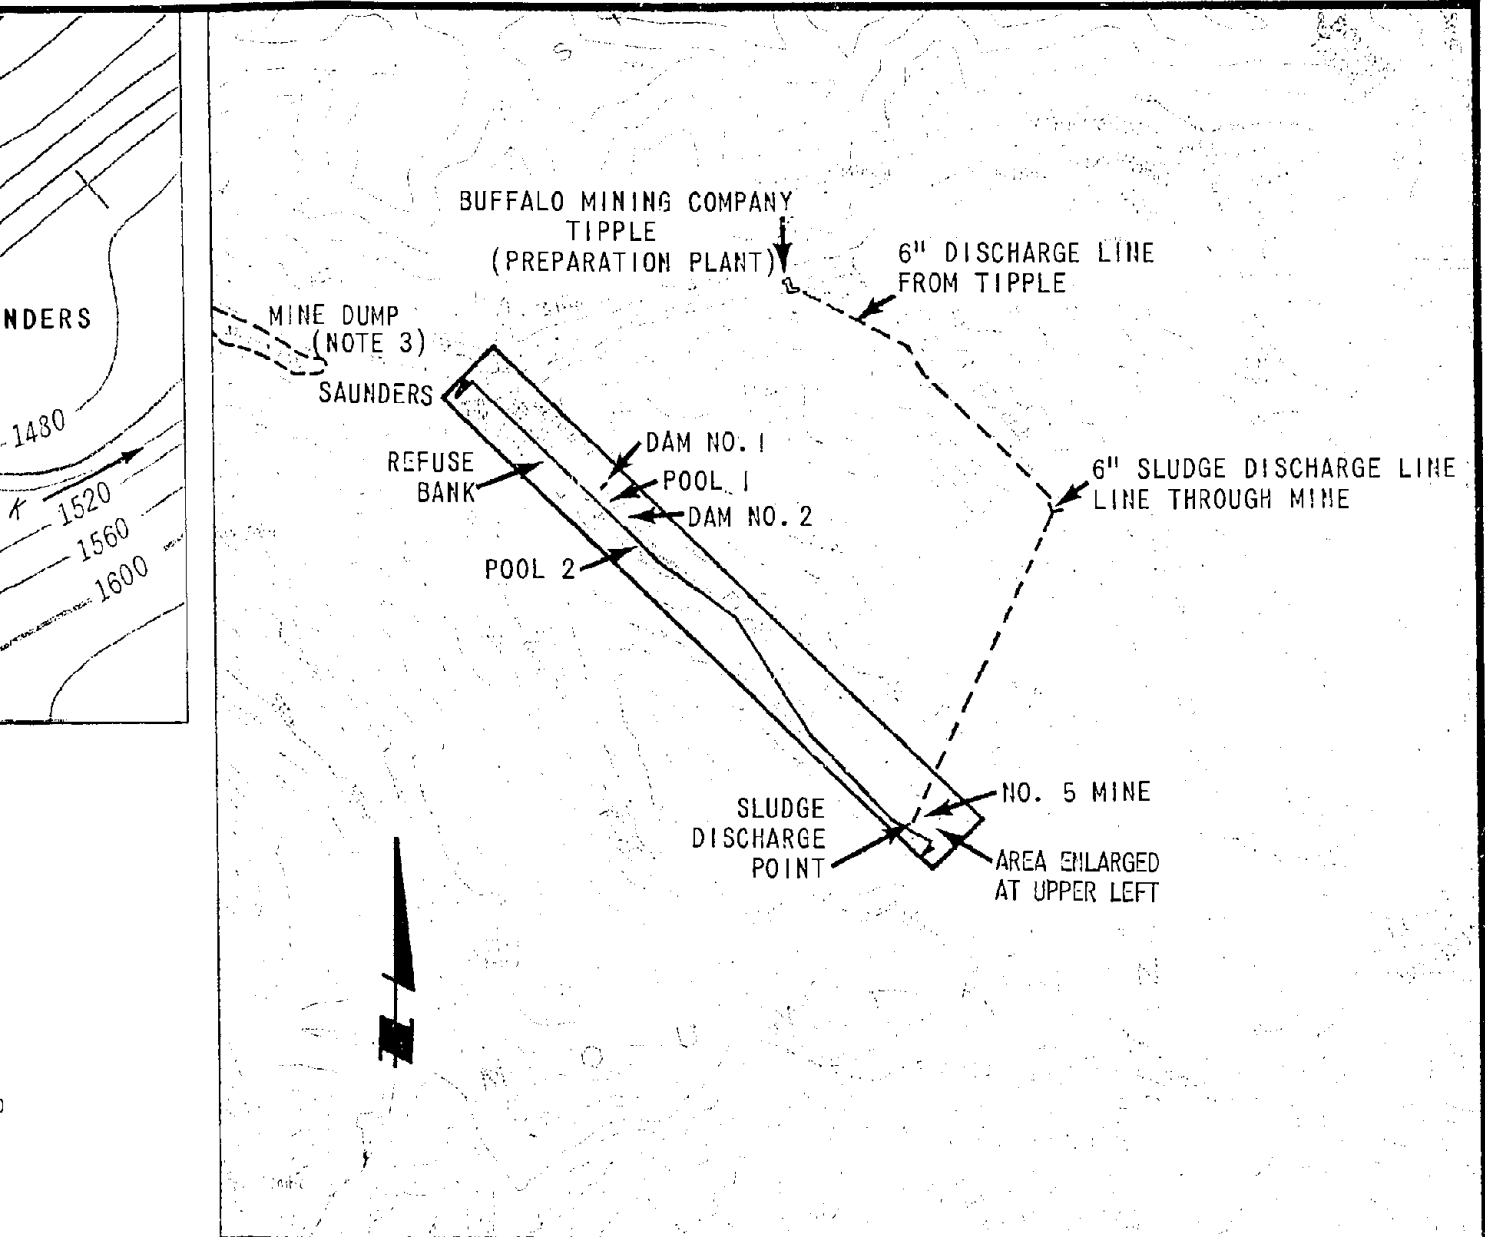 NDERS
1480
1520
1560
1600
S
BUFFALO MINING COMPANY
TIPPLE
(PREPARATION PLANT)
6" DISCHARGE LINE
FROM TIPPLE
MINE DUMP
(NOTE 3)
SAUNDERS
REFUSE
BANK
DAM NO. 1
POOL 1
DAM NO. 2
POOL 2
6" SLUDGE DISCHARGE LINE
LINE THROUGH MINE
SLUDGE
DISCHARGE
POINT
NO. 5 MINE
AREA ENLARGED
AT UPPER LEFT
M O U N T A N